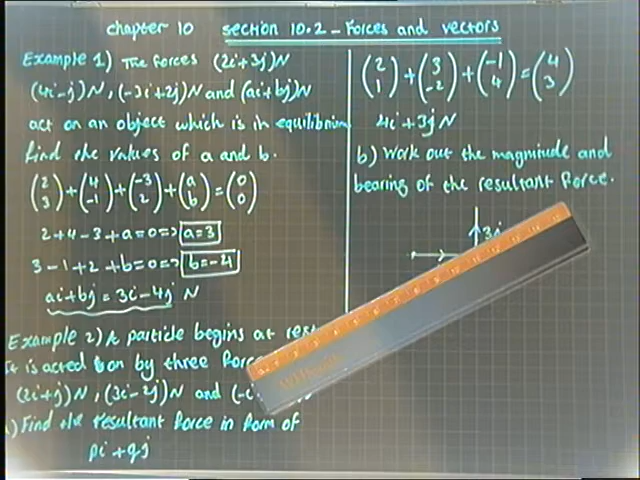 chapter 10 section 10.2 - Forces and vectors
Example 1) The forces (2i+3j)N
(4i-j)N, (-3i+2j)N and (ai+bj)N
act on an object which is in equilibrium
find the values of a and b.
(2 3) + (4 -1) + (-3 2) + (a b) = (0 0)
2+4-3+a=0 => a=3
3-1+2+b=0 => b=-4
ai+bj = 3i-4j N
Example 2) A particle begins at rest
It is acted on by three
(2i+j)N, (3i-2j)N and
Find the resultant force in form of
pi+qj
(2 1) + (3 -2) + (-1 4) = (4 3)
4i+3j N
b) Work out the magnitude and
bearing of the resultant force.
3j